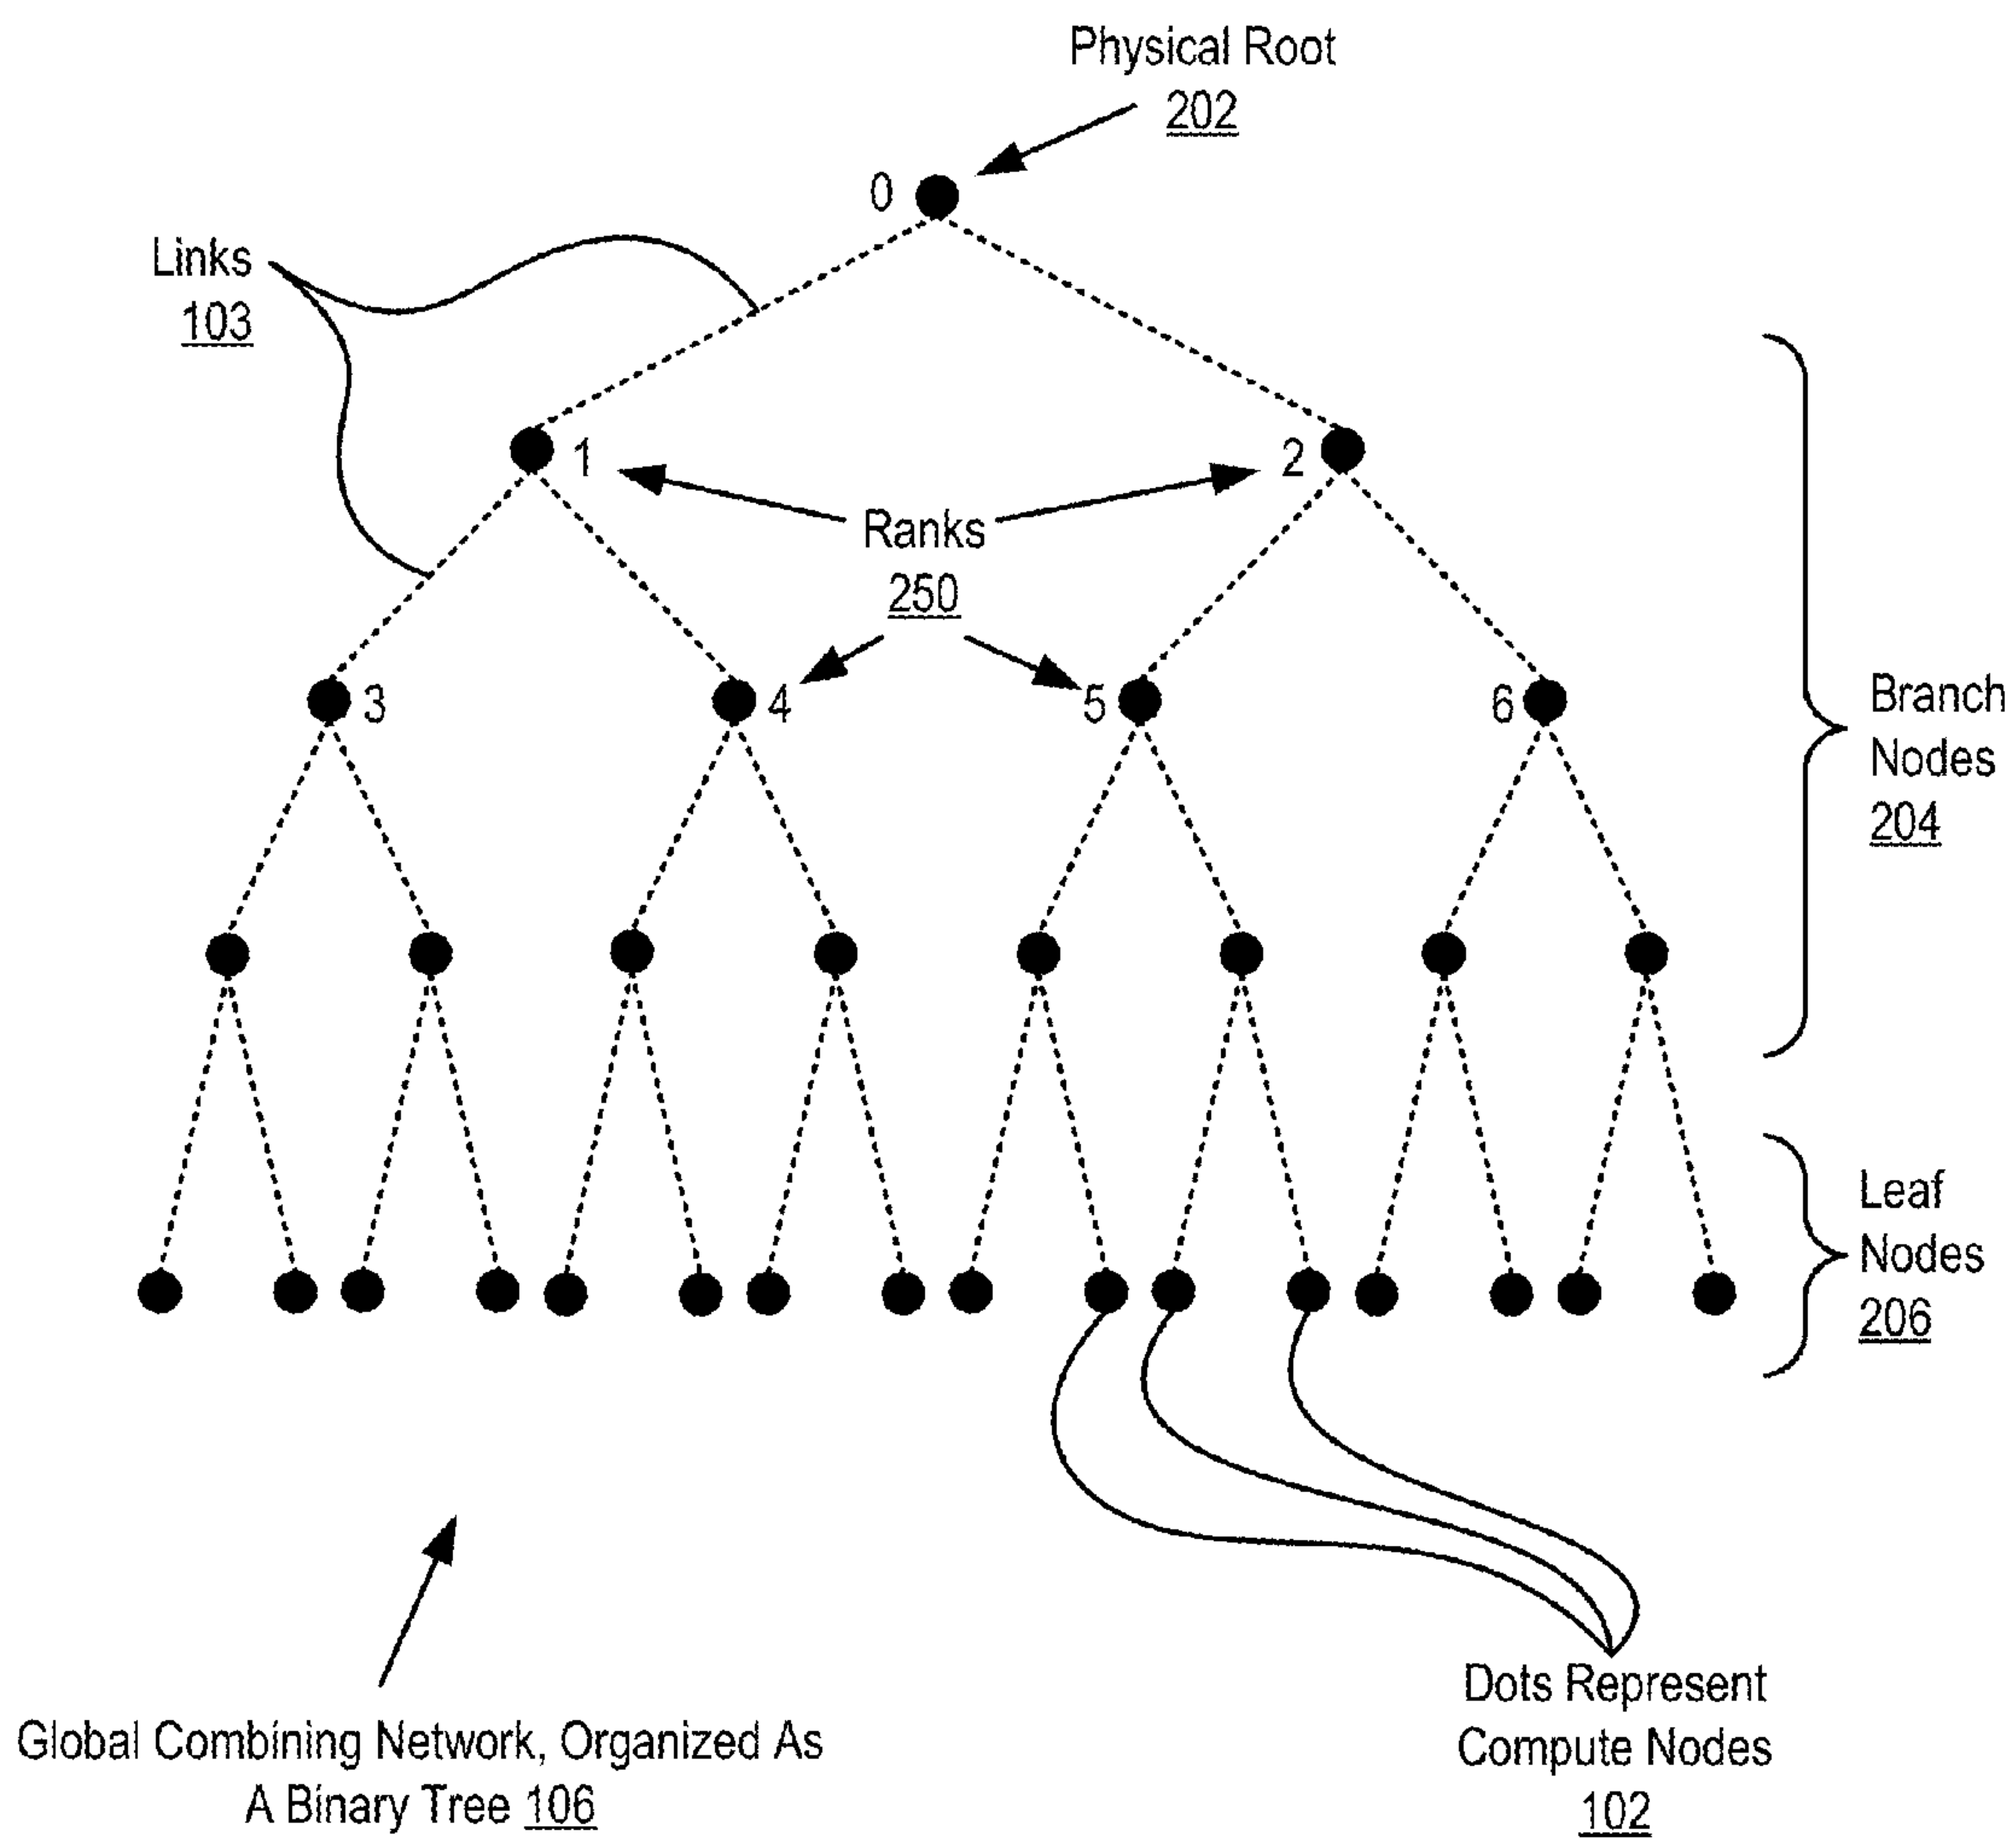 Physical Root
202
0
Links
103
1
2
Ranks
250
3
4
5
6
Branch
Nodes
204
Leaf
Nodes
206
Dots Represent
Compute Nodes
102
Global Combining Network, Organized As
A Binary Tree 106